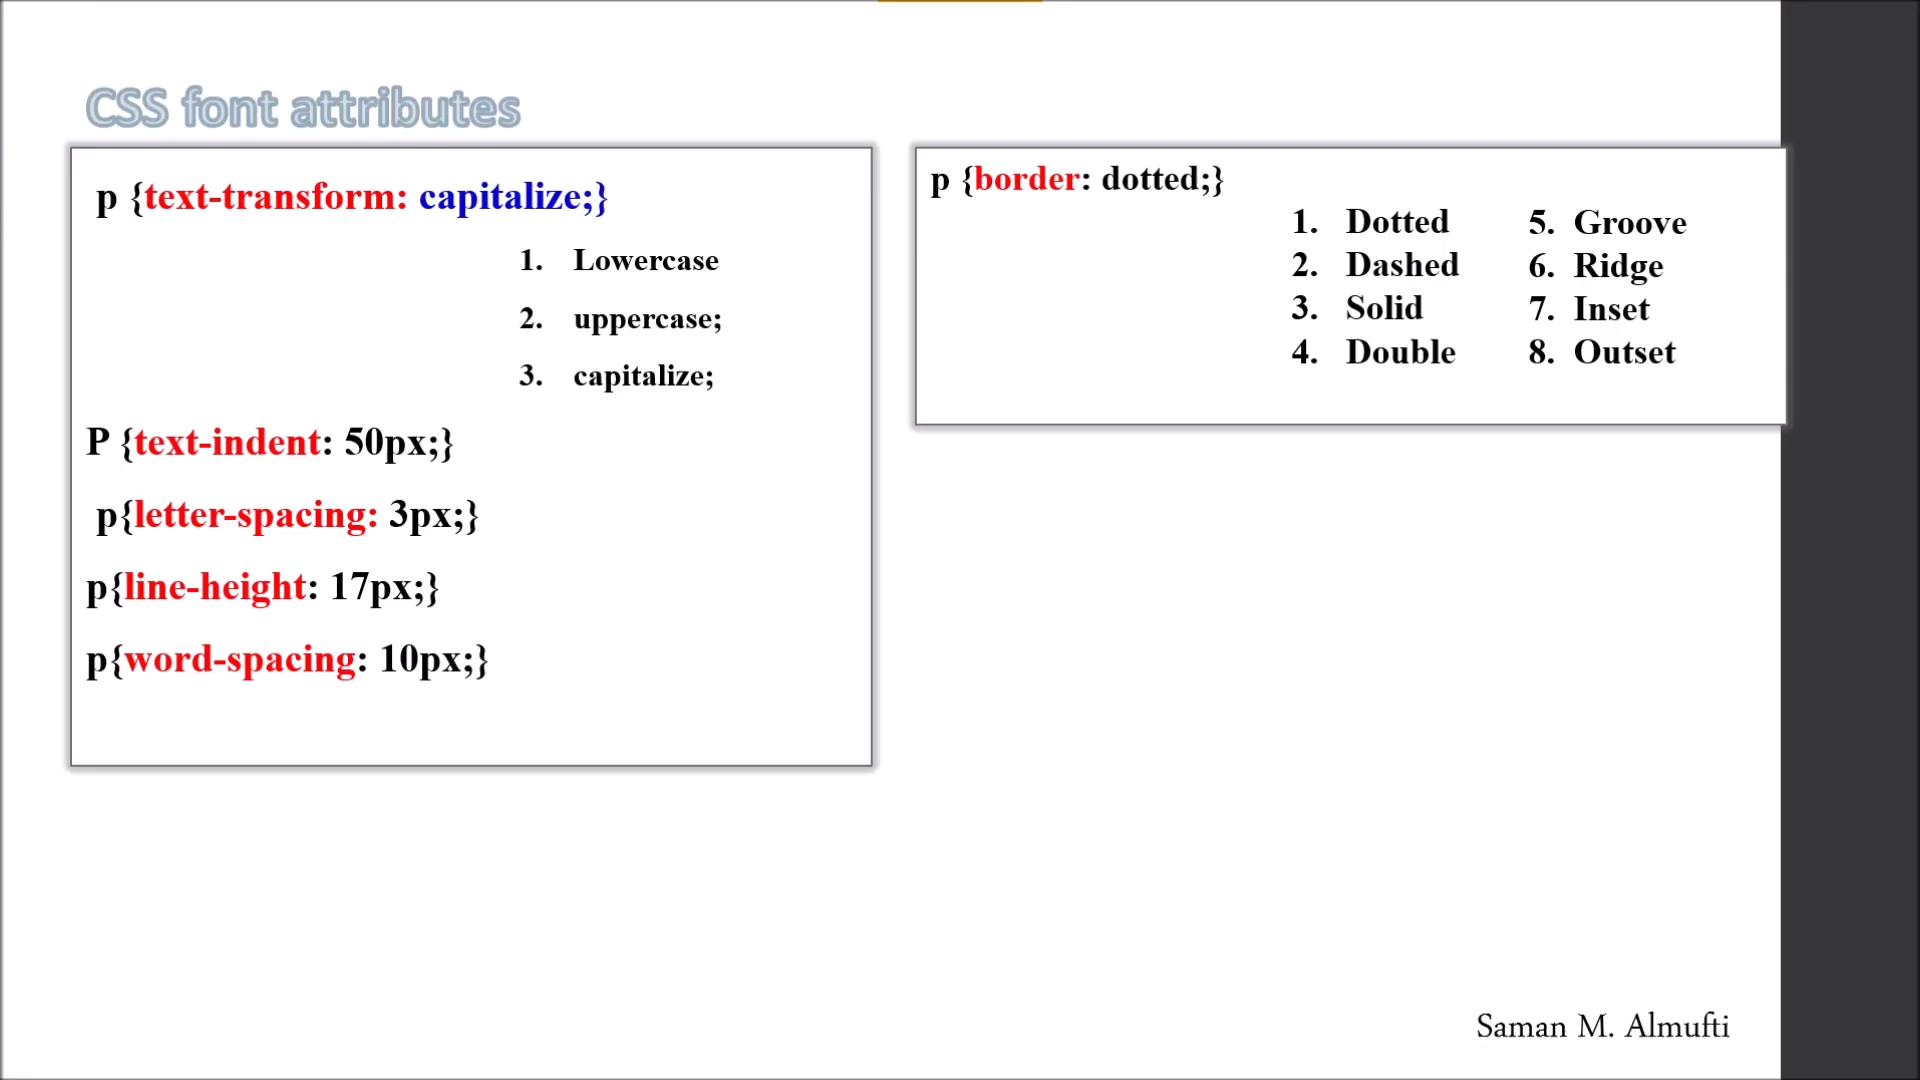 CSS font attributes
p {text-transform: capitalize;}
1. Lowercase
2. uppercase;
3. capitalize;
P {text-indent: 50px;}
p{letter-spacing: 3px;}
p{line-height: 17px;}
p{word-spacing: 10px;}
p {border: dotted;}
1. Dotted
2. Dashed
3. Solid
4. Double
5. Groove
6. Ridge
7. Inset
8. Outset
Saman M. Almufti